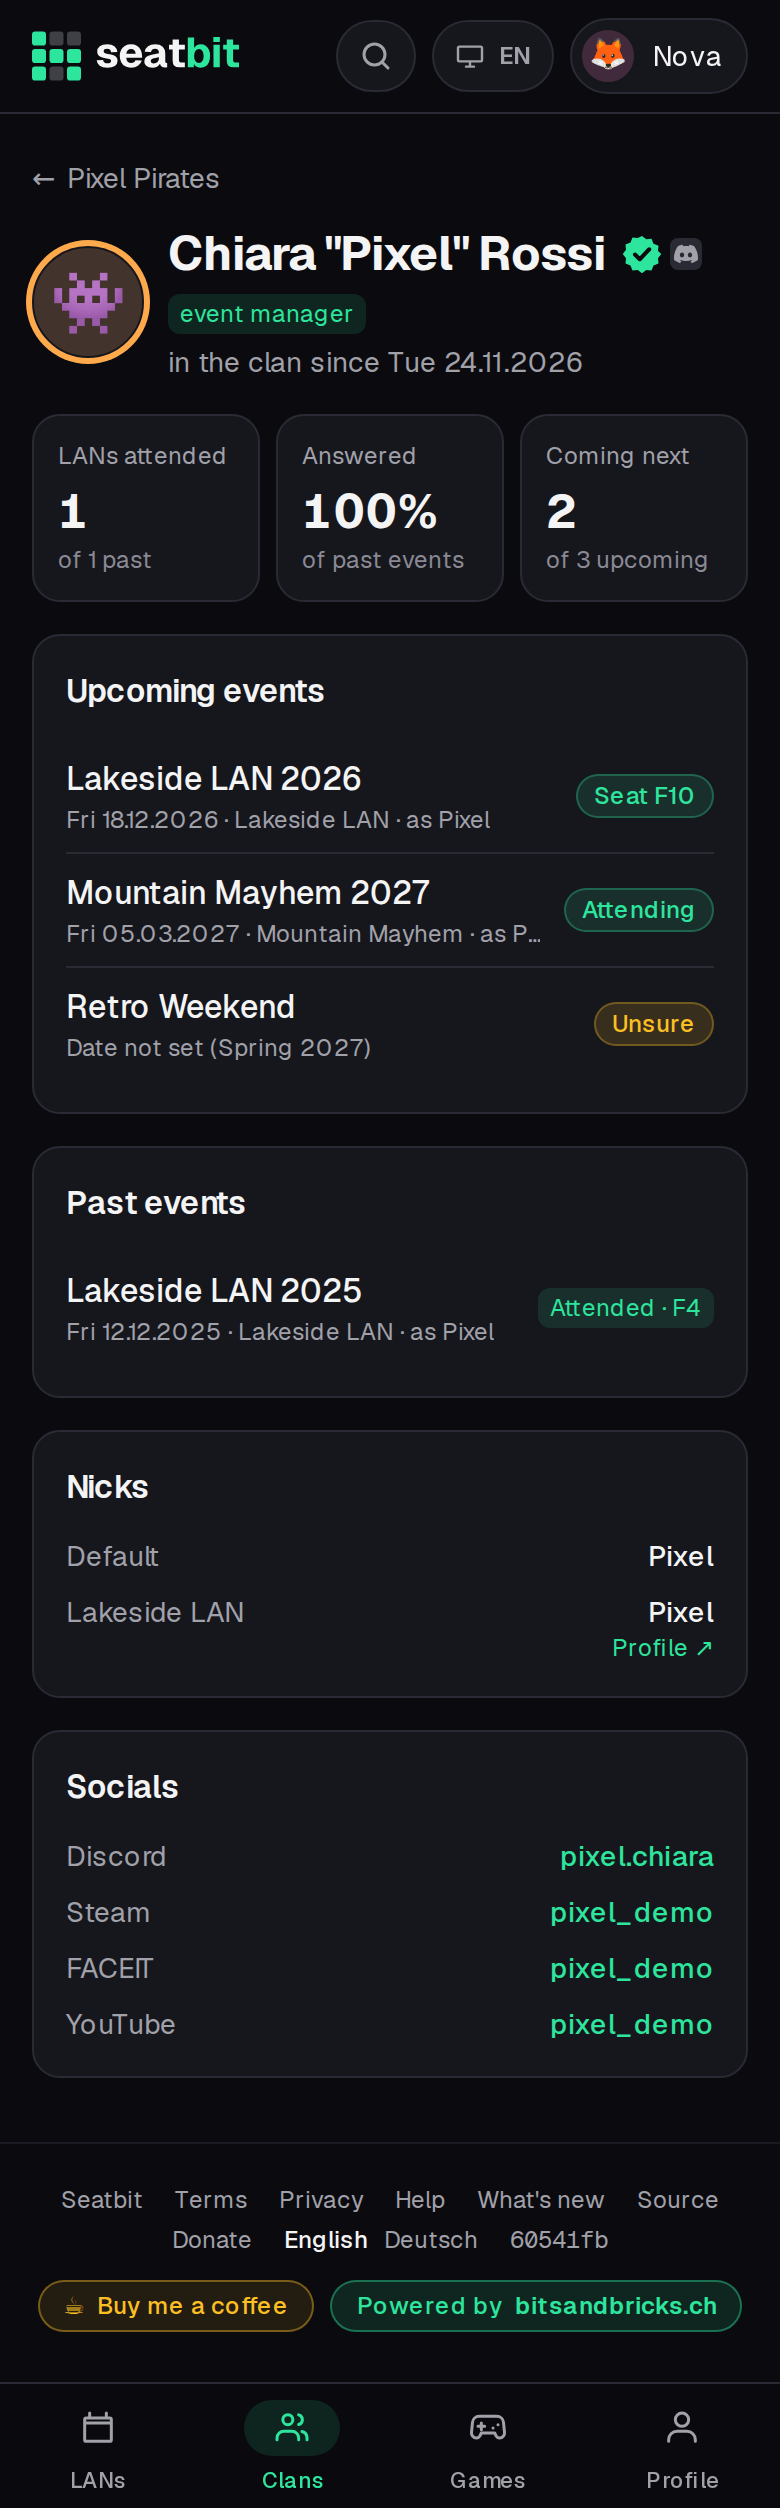 seatbit
EN
Nova
← Pixel Pirates
Chiara "Pixel" Rossi
event manager
in the clan since Tue 24.11.2026
LANs attended
1
of 1 past
Answered
100%
of past events
Coming next
2
of 3 upcoming
Upcoming events
Lakeside LAN 2026
Fri 18.12.2026 · Lakeside LAN · as Pixel
Seat F10
Mountain Mayhem 2027
Fri 05.03.2027 · Mountain Mayhem · as P…
Attending
Retro Weekend
Date not set (Spring 2027)
Unsure
Past events
Lakeside LAN 2025
Fri 12.12.2025 · Lakeside LAN · as Pixel
Attended · F4
Nicks
Default Pixel
Lakeside LAN Pixel
Profile ↗
Socials
Discord pixel.chiara
Steam pixel_demo
FACEIT pixel_demo
YouTube pixel_demo
Seatbit Terms Privacy Help What's new Source
Donate English Deutsch 60541fb
Buy me a coffee Powered by bitsandbricks.ch
LANs Clans Games Profile